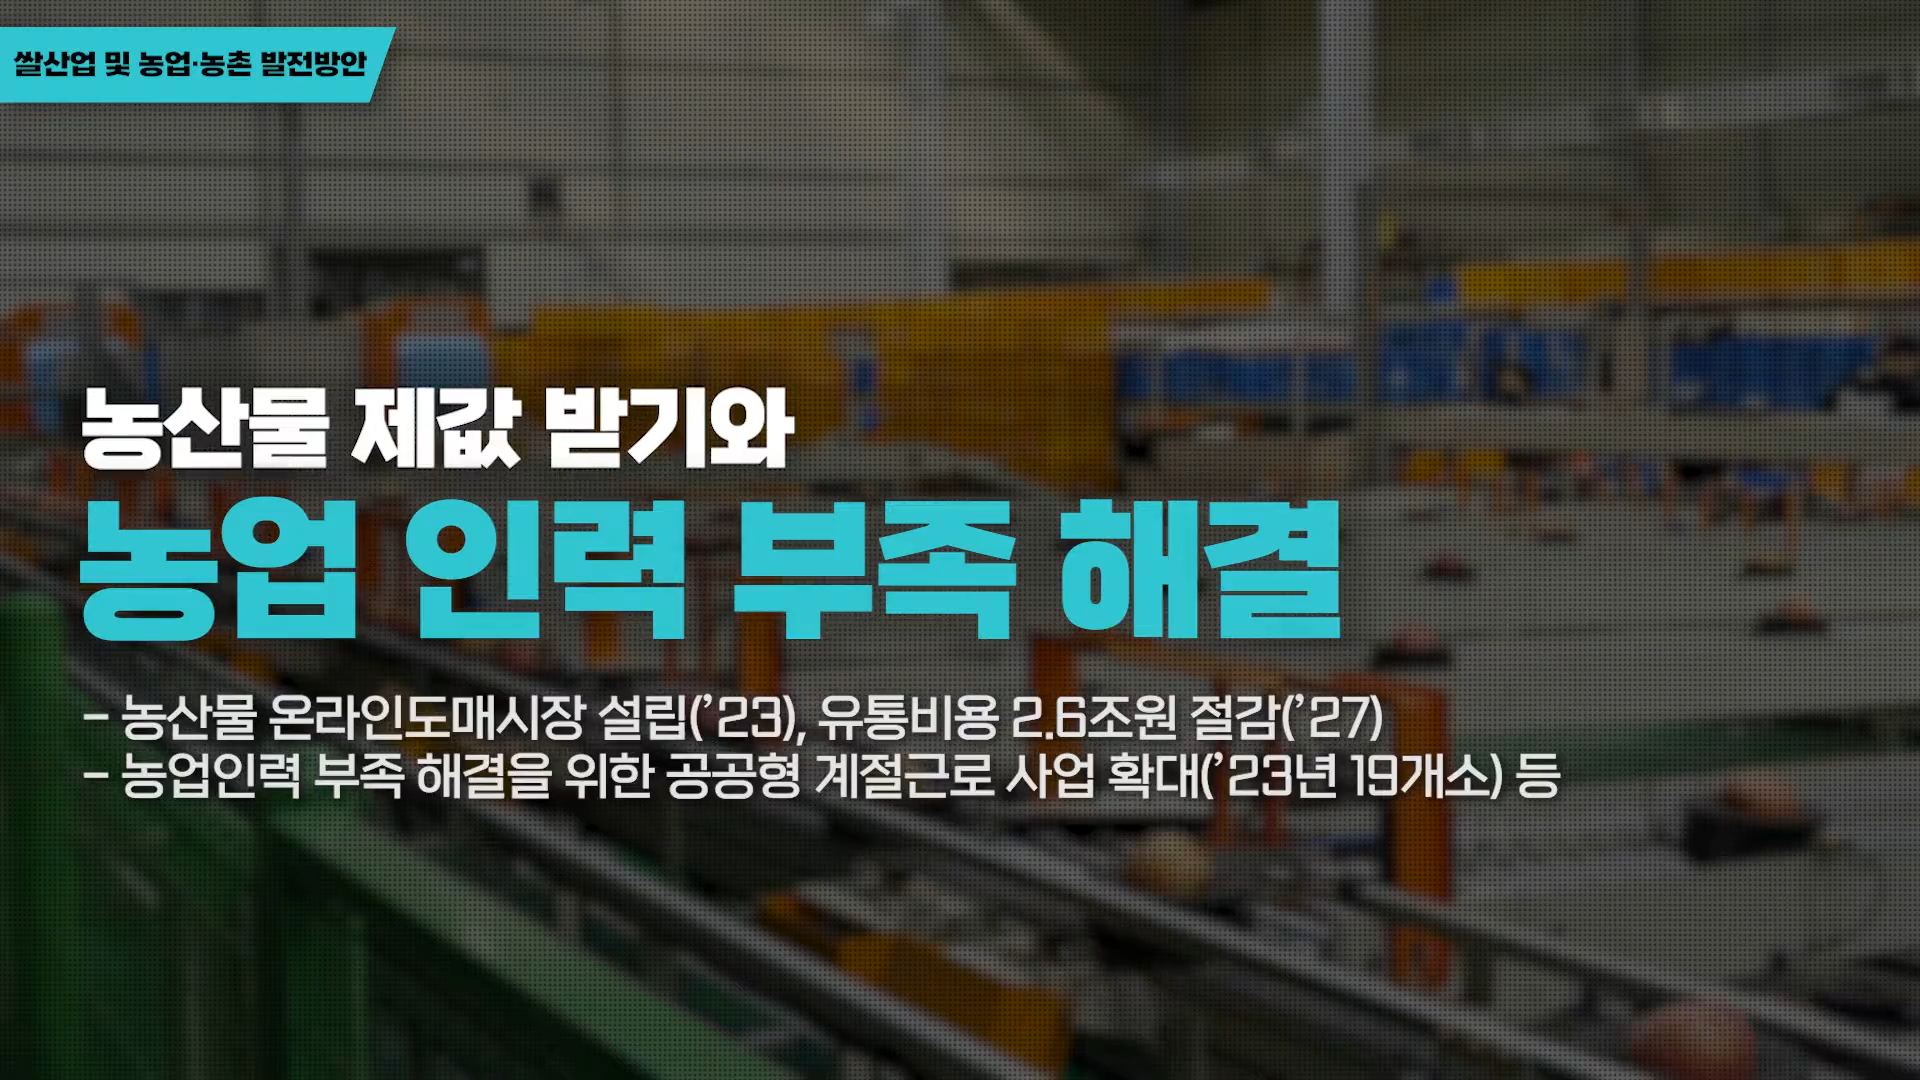 쌀산업 및 농업·농촌 발전방안
농산물 제값 받기와
농업 인력 부족 해결
- 농산물 온라인도매시장 설립(’23), 유통비용 2.6조원 절감(’27)
- 농업인력 부족 해결을 위한 공공형 계절근로 사업 확대(’23년 19개소) 등